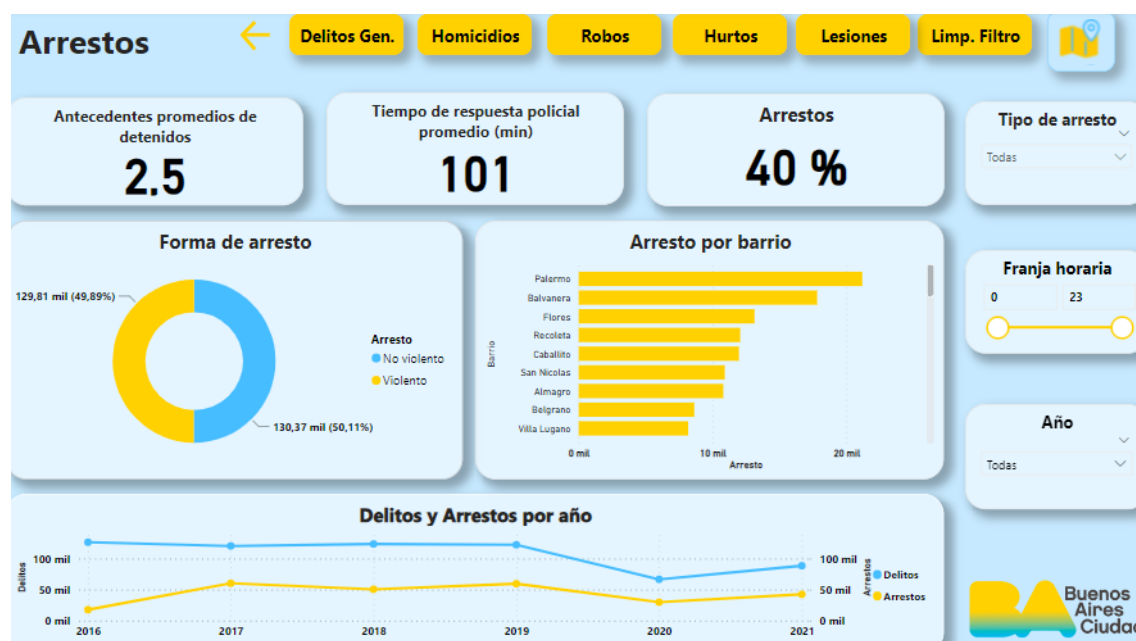 Arrestos
Delitos Gen.
Homicidios
Robos
Hurtos
Lesiones
Limp. Filtro
Antecedentes promedios de
detenidos
2,5
Tiempo de respuesta policial
promedio (min)
101
Arrestos
40 %
Tipo de arresto
Todas
Forma de arresto
129,81 mil (49,89%)
130,37 mil (50,11%)
Arresto
No violento
Violento
Arresto por barrio
Barrio
Palermo
Balvanera
Flores
Recoleta
Caballito
San Nicolas
Almagro
Belgrano
Villa Lugano
0 mil
10 mil
20 mil
Arresto
Franja horaria
0
23
Año
Todas
Delitos y Arrestos por año
Delitos
100 mil
50 mil
0 mil
2016
2017
2018
2019
2020
2021
100 mil
50 mil
0 mil
Arrestos
Delitos
Arrestos
BA
Buenos
Aires
Ciudad